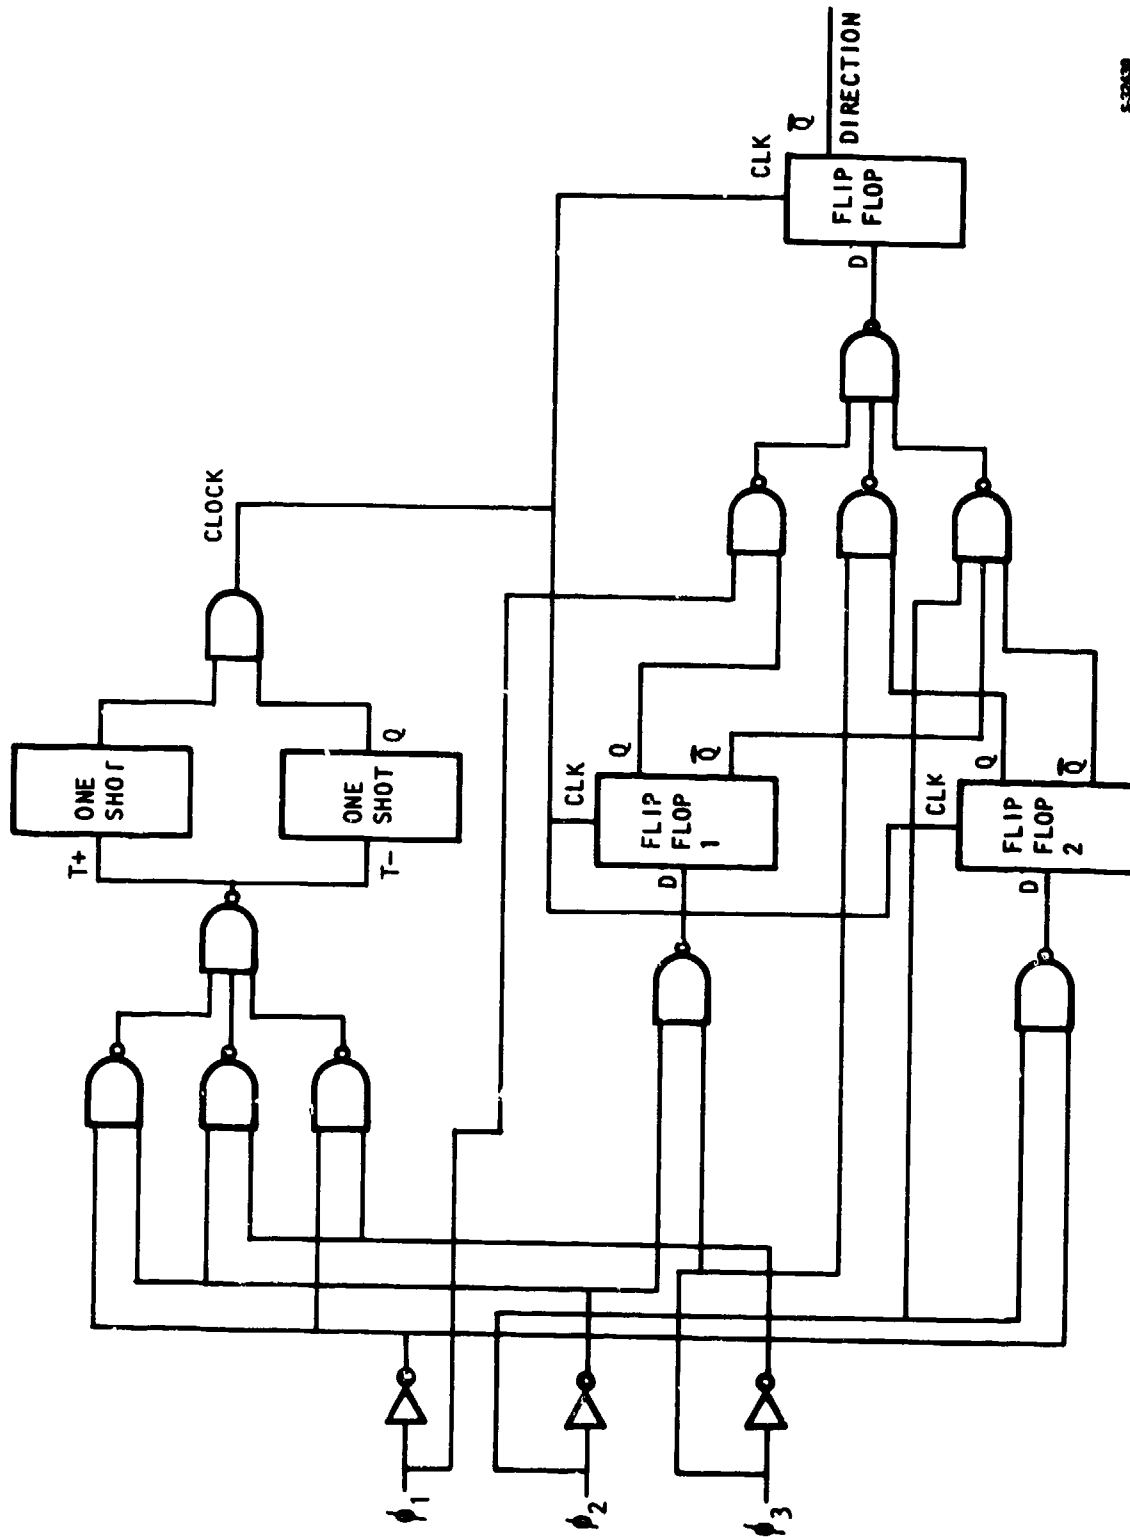 ϕ1
ϕ2
ϕ3
T+
T−
ONE
SHOT
ONE
SHOT
Q
CLOCK
D
CLK
FLIP
FLOP
1
Q
Q̅
D
CLK
FLIP
FLOP
2
Q
Q̅
D
CLK
FLIP
FLOP
Q̅
DIRECTION